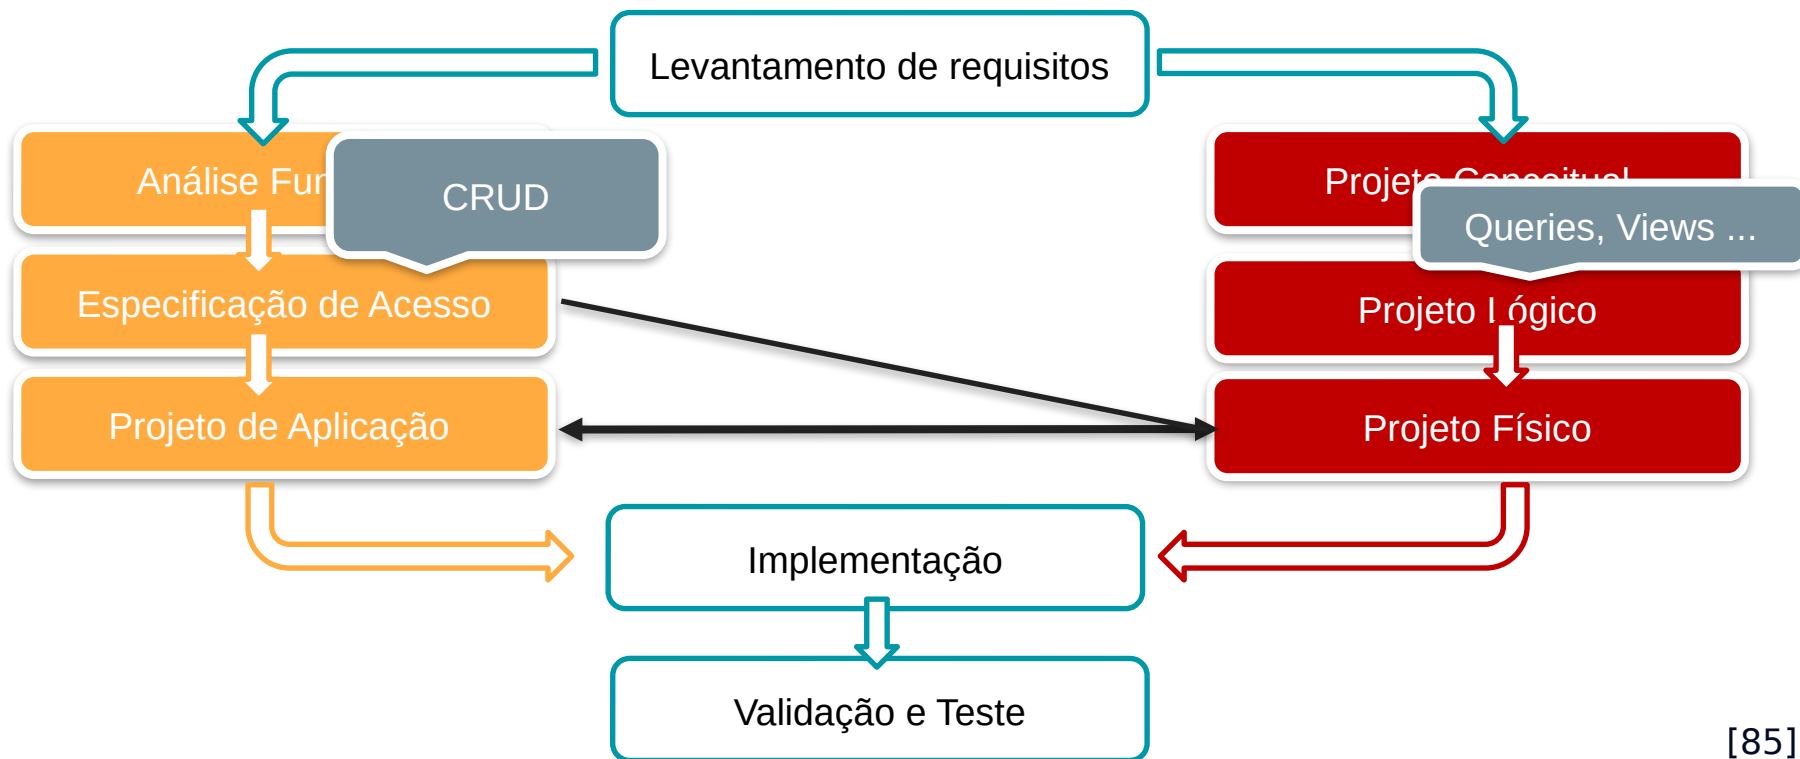 Levantamento de requisitos
Análise Fun
CRUD
Projeto Conceitual
Queries, Views ...
Especificação de Acesso
Projeto Lógico
Projeto de Aplicação
Projeto Físico
Implementação
Validação e Teste
[85]